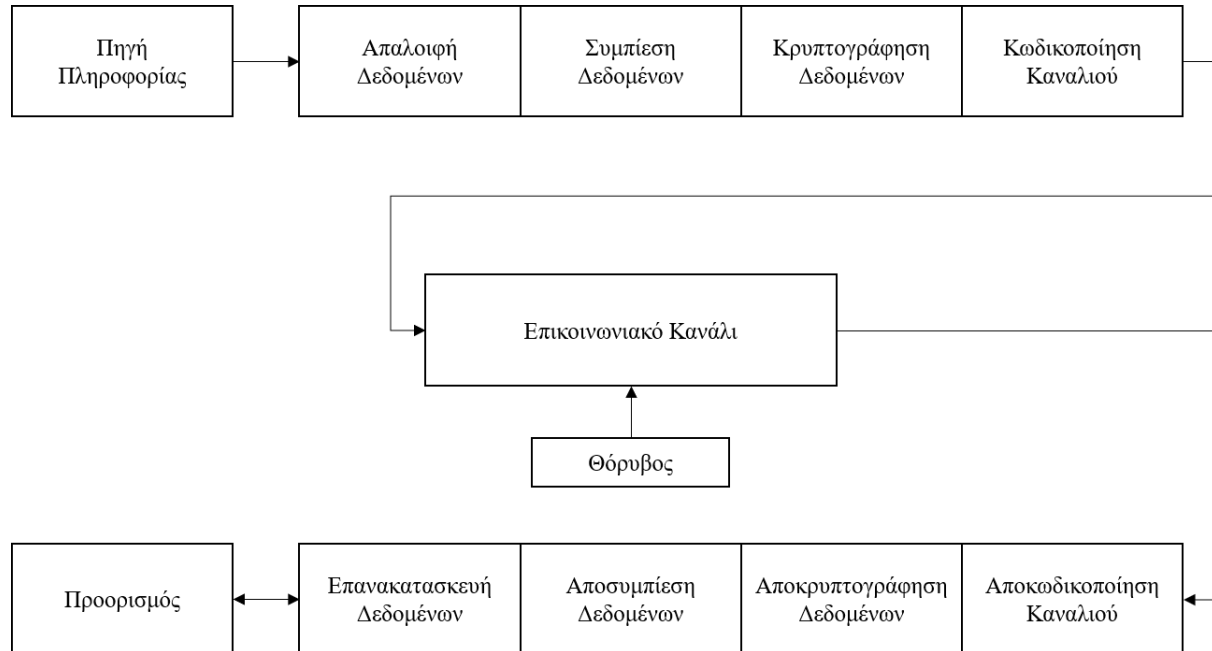 Πηγή
Πληροφορίας
Απαλοιφή
Δεδομένων
Συμπίεση
Δεδομένων
Κρυπτογράφηση
Δεδομένων
Κωδικοποίηση
Καναλιού
Επικοινωνιακό Κανάλι
Θόρυβος
Προορισμός
Επανακατασκευή
Δεδομένων
Αποσυμπίεση
Δεδομένων
Αποκρυπτογράφηση
Δεδομένων
Αποκωδικοποίηση
Καναλιού